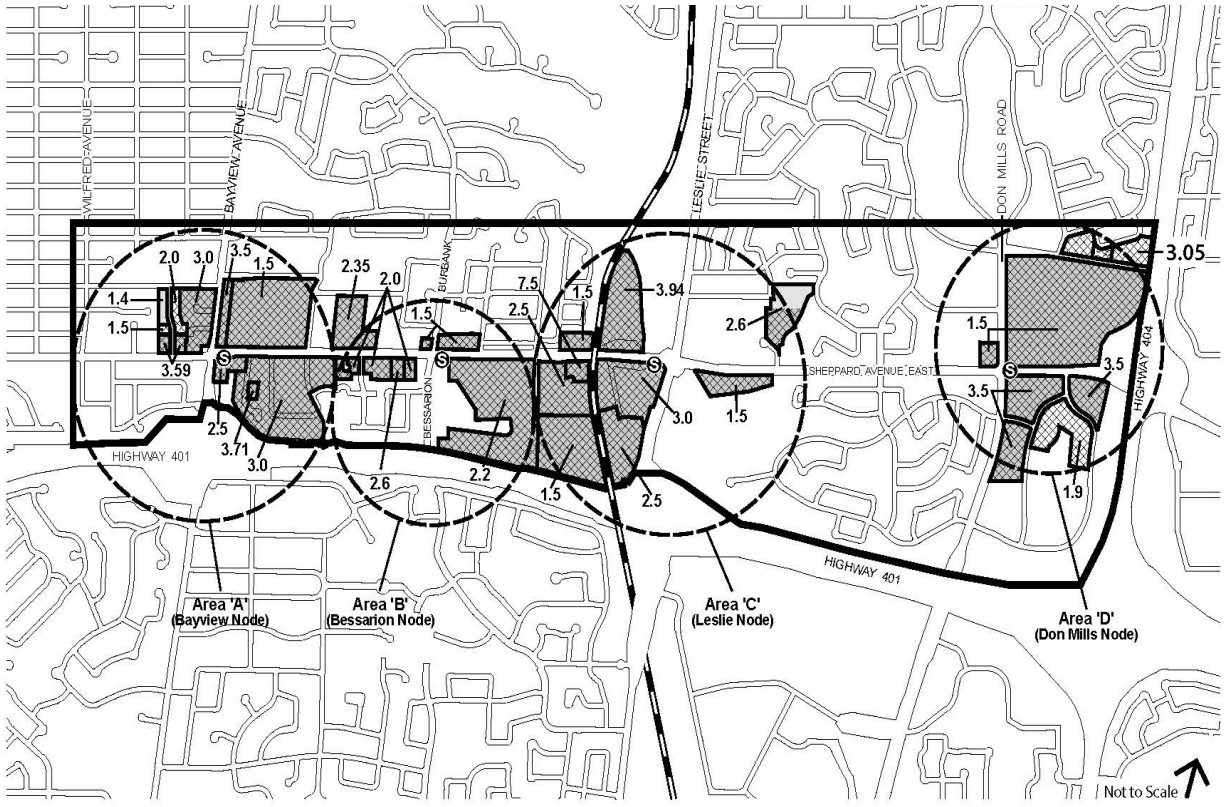 WILFRED AVENUE
BAYVIEW AVENUE
BURBANK
LESLIE STREET
DON MILLS ROAD
3.05
2.0
3.0
3.5
1.5
2.35
2.0
7.5
1.5
3.94
2.6
1.4
1.5
1.5
2.5
1.5
3.5
3.59
S
S
S
S
SHEPPARD AVENUE EAST
3.5
HIGHWAY 404
BESSARION
3.0
1.5
2.5
3.71
3.0
HIGHWAY 401
2.6
2.2
1.5
2.5
1.9
HIGHWAY 401
Area 'A'
(Bayview Node)
Area 'B'
(Bessarion Node)
Area 'C'
(Leslie Node)
Area 'D'
(Don Mills Node)
Not to Scale